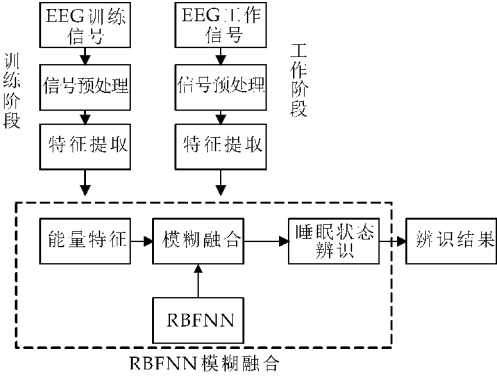 EEG训练
信号
EEG工作
信号
训练阶段
工作阶段
信号预处理
信号预处理
特征提取
特征提取
能量特征
模糊融合
睡眠状态
辨识
辨识结果
RBFNN
RBFNN模糊融合